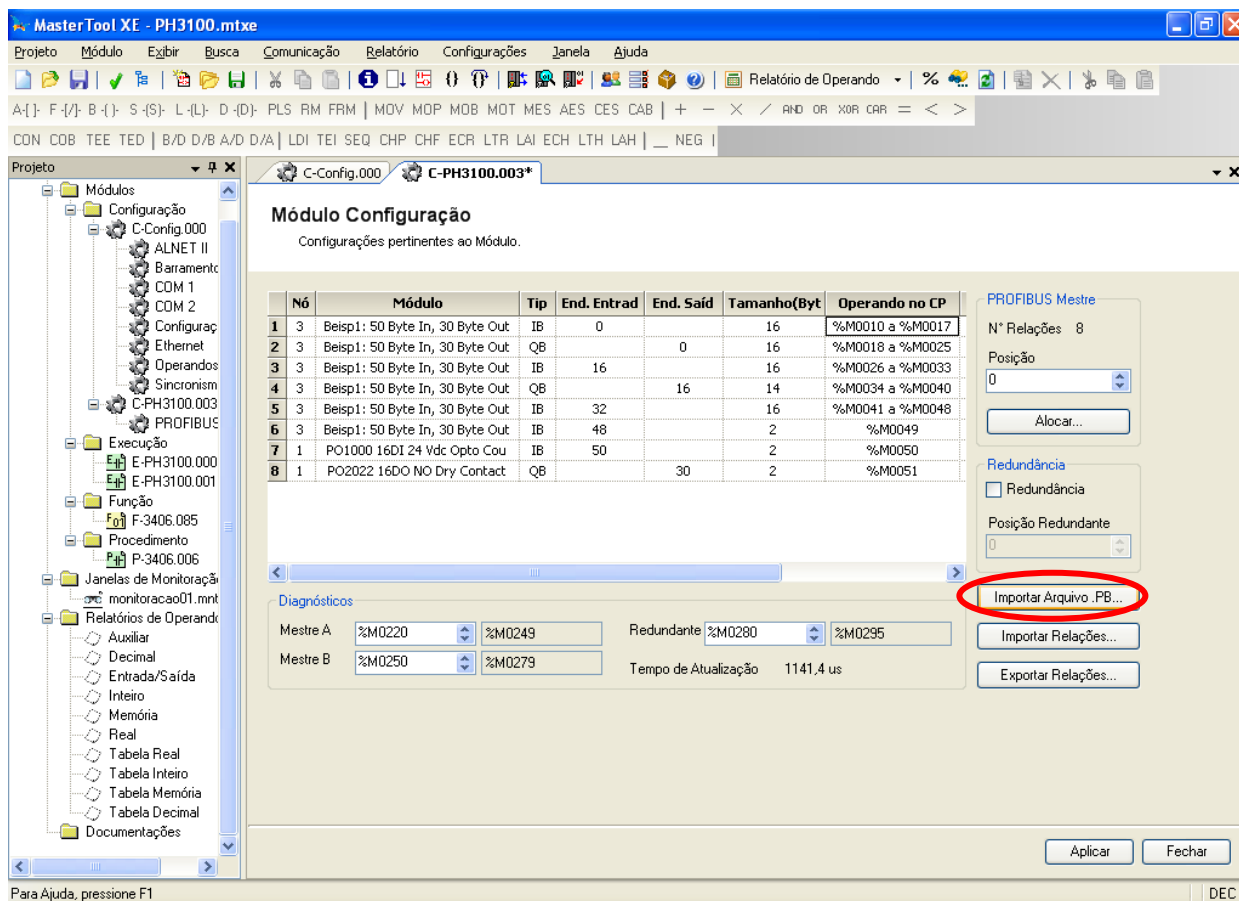 MasterTool XE - PH3100.mtxe
Projeto Módulo Exibir Busca Comunicação Relatório Configurações Janela Ajuda
Relatório de Operando %
A-[ ]- F-[/]- B-( )- S-(S)- L-(L)- D-(D)- PLS RM FRM MOV MOP MOB MOT MES AES CES CAB + − × / AND OR XOR CAR = < >
CON COB TEE TED B/D D/B A/D D/A LDI TEI SEQ CHP CHF ECR LTR LAI ECH LTH LAH __ NEG
Projeto
Módulos
Configuração
C-Config.000
ALNET II
Barramento
COM 1
COM 2
Configuraç
Ethernet
Operandos
Sincronism
C-PH3100.003
PROFIBUS
Execução
E-PH3100.000
E-PH3100.001
Função
F-3406.085
Procedimento
P-3406.006
Janelas de Monitoraçã
monitoracao01.mnt
Relatórios de Operando
Auxiliar
Decimal
Entrada/Saída
Inteiro
Memória
Real
Tabela Real
Tabela Inteiro
Tabela Memória
Tabela Decimal
Documentações
C-Config.000 C-PH3100.003*
Módulo Configuração
Configurações pertinentes ao Módulo.
Nó Módulo Tip End. Entrad End. Saíd Tamanho(Byt Operando no CP
1 3 Beisp1: 50 Byte In, 30 Byte Out IB 0 16 %M0010 a %M0017
2 3 Beisp1: 50 Byte In, 30 Byte Out QB 0 16 %M0018 a %M0025
3 3 Beisp1: 50 Byte In, 30 Byte Out IB 16 16 %M0026 a %M0033
4 3 Beisp1: 50 Byte In, 30 Byte Out QB 16 14 %M0034 a %M0040
5 3 Beisp1: 50 Byte In, 30 Byte Out IB 32 16 %M0041 a %M0048
6 3 Beisp1: 50 Byte In, 30 Byte Out IB 48 2 %M0049
7 1 PO1000 16DI 24 Vdc Opto Cou IB 50 2 %M0050
8 1 PO2022 16DO NO Dry Contact QB 30 2 %M0051
PROFIBUS Mestre
N° Relações 8
Posição
0
Alocar...
Redundância
Redundância
Posição Redundante
0
Importar Arquivo .PB...
Importar Relações...
Exportar Relações...
Diagnósticos
Mestre A %M0220 %M0249 Redundante %M0280 %M0295
Mestre B %M0250 %M0279 Tempo de Atualização 1141,4 us
Aplicar Fechar
Para Ajuda, pressione F1 DEC